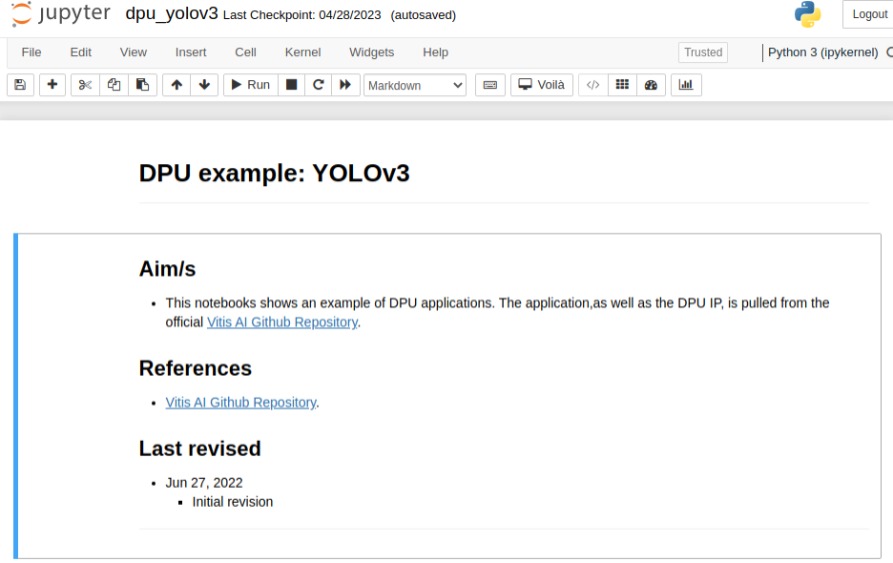 jupyter dpu_yolov3 Last Checkpoint: 04/28/2023 (autosaved) Logout
File Edit View Insert Cell Kernel Widgets Help Trusted Python 3 (ipykernel)
Run Markdown Voilà
DPU example: YOLOv3
Aim/s
• This notebooks shows an example of DPU applications. The application,as well as the DPU IP, is pulled from the
official Vitis AI Github Repository.
References
• Vitis AI Github Repository.
Last revised
• Jun 27, 2022
▪ Initial revision